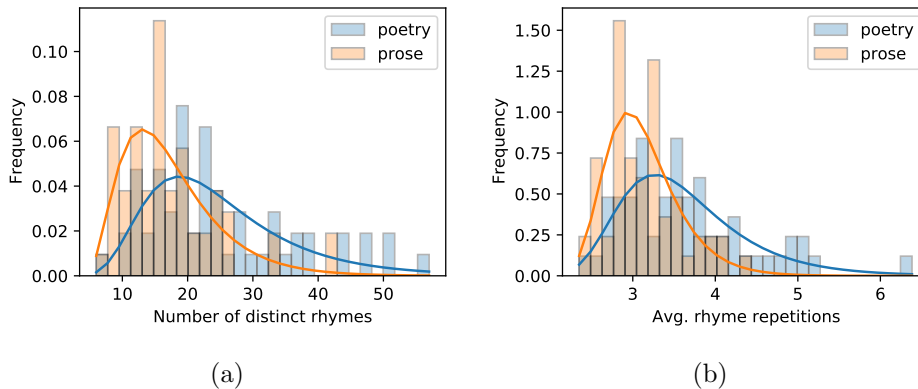 poetry
prose
0.10
0.08
0.06
0.04
0.02
0.00
Frequency
10 20 30 40 50
Number of distinct rhymes
(a)
poetry
prose
1.50
1.25
1.00
0.75
0.50
0.25
0.00
Frequency
3 4 5 6
Avg. rhyme repetitions
(b)